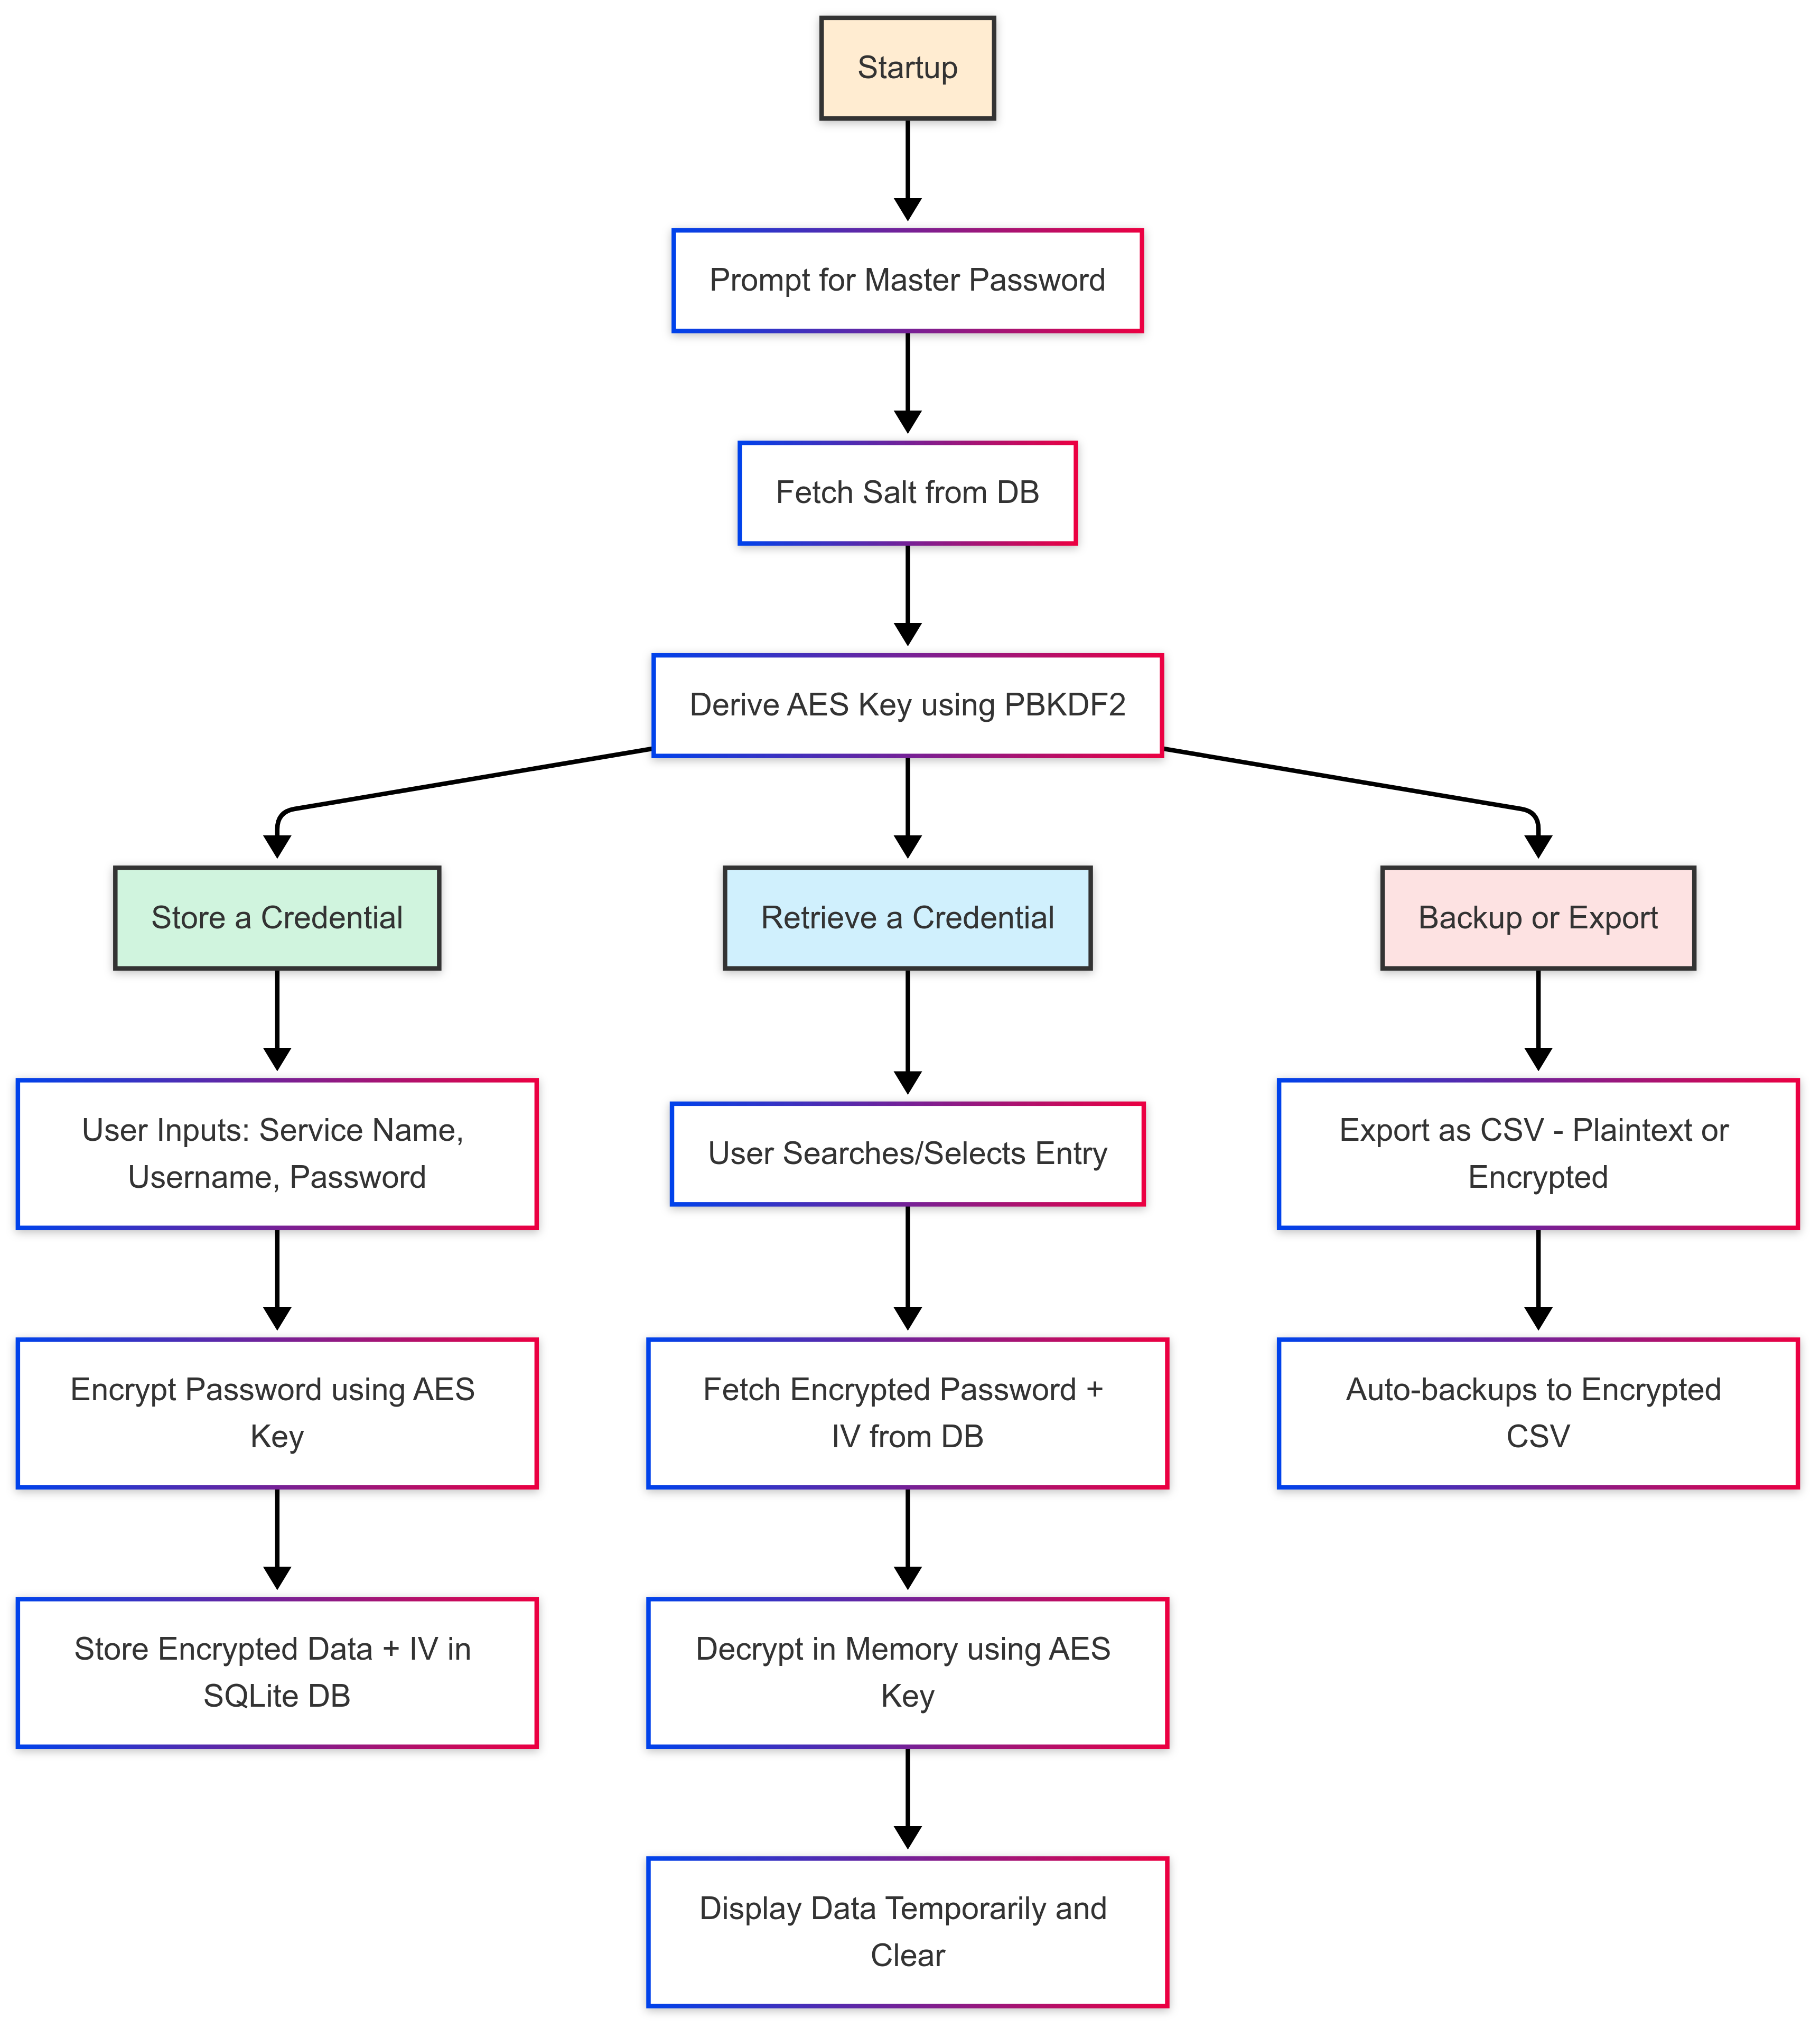 Startup
Prompt for Master Password
Fetch Salt from DB
Derive AES Key using PBKDF2
Store a Credential
Retrieve a Credential
Backup or Export
User Inputs: Service Name,
Username, Password
User Searches/Selects Entry
Export as CSV - Plaintext or
Encrypted
Encrypt Password using AES
Key
Fetch Encrypted Password +
IV from DB
Auto-backups to Encrypted
CSV
Store Encrypted Data + IV in
SQLite DB
Decrypt in Memory using AES
Key
Display Data Temporarily and
Clear